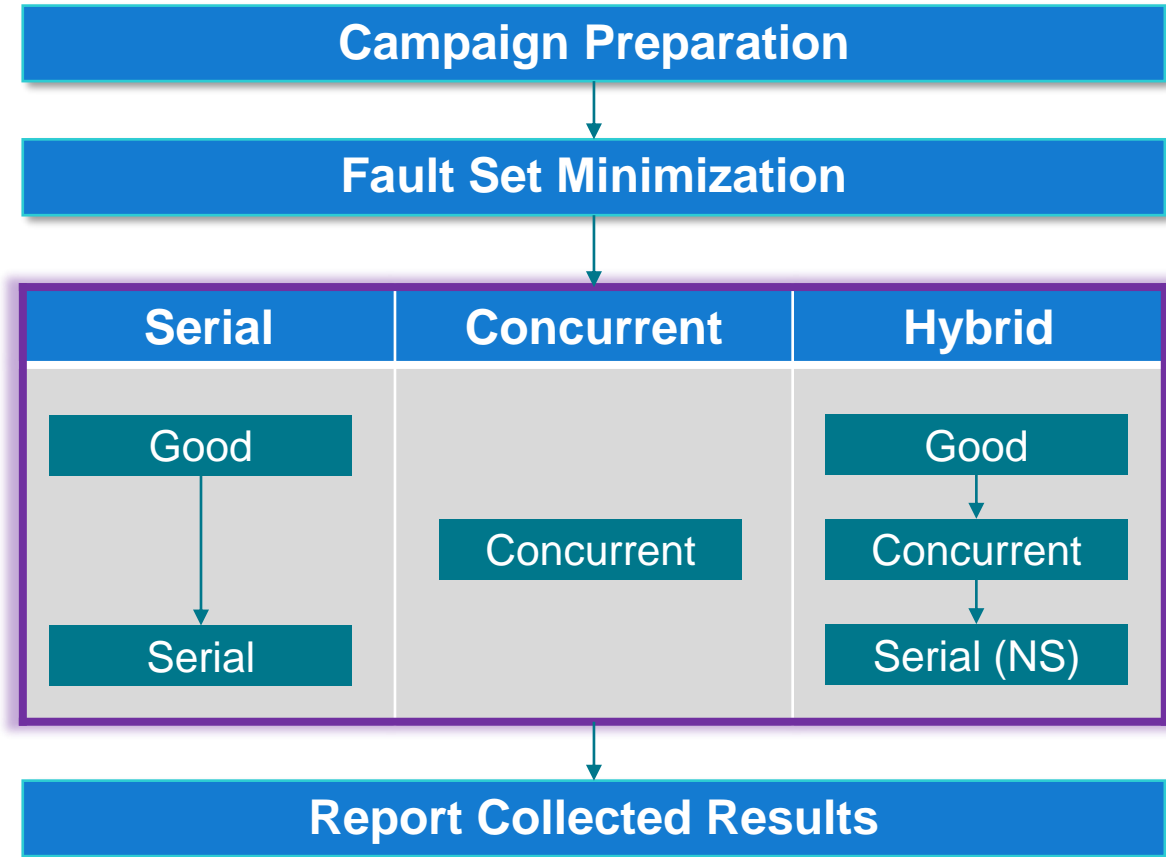 Campaign Preparation
Fault Set Minimization
Serial
Concurrent
Hybrid
Good
Serial
Concurrent
Good
Concurrent
Serial (NS)
Report Collected Results